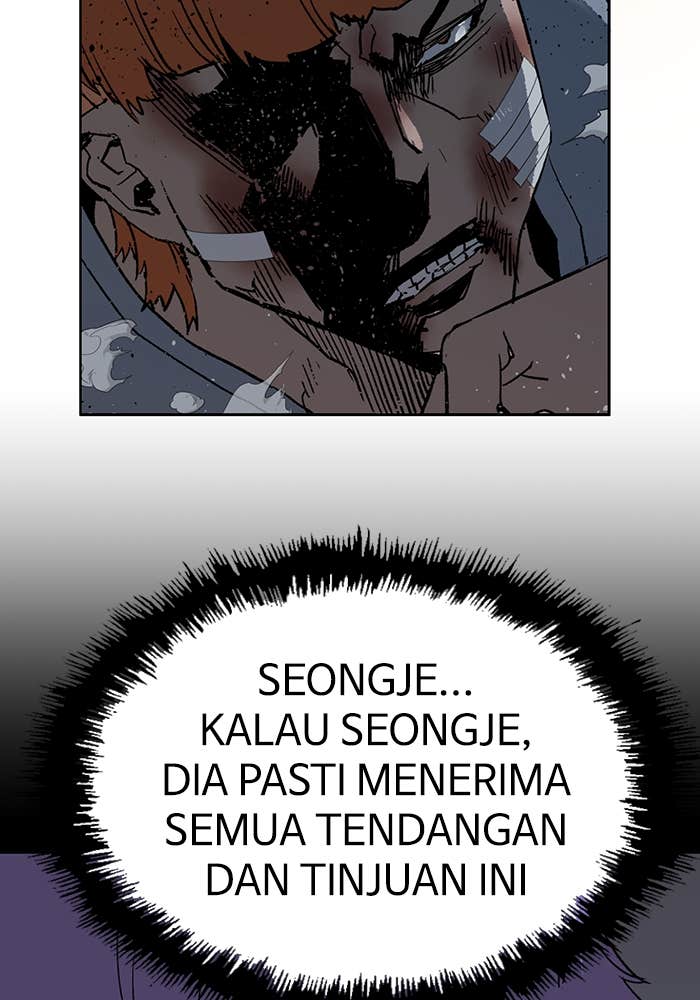 SEONGJE...
KALAU SEONGJE,
DIA PASTI MENERIMA
SEMUA TENDANGAN
DAN TINJUAN INI